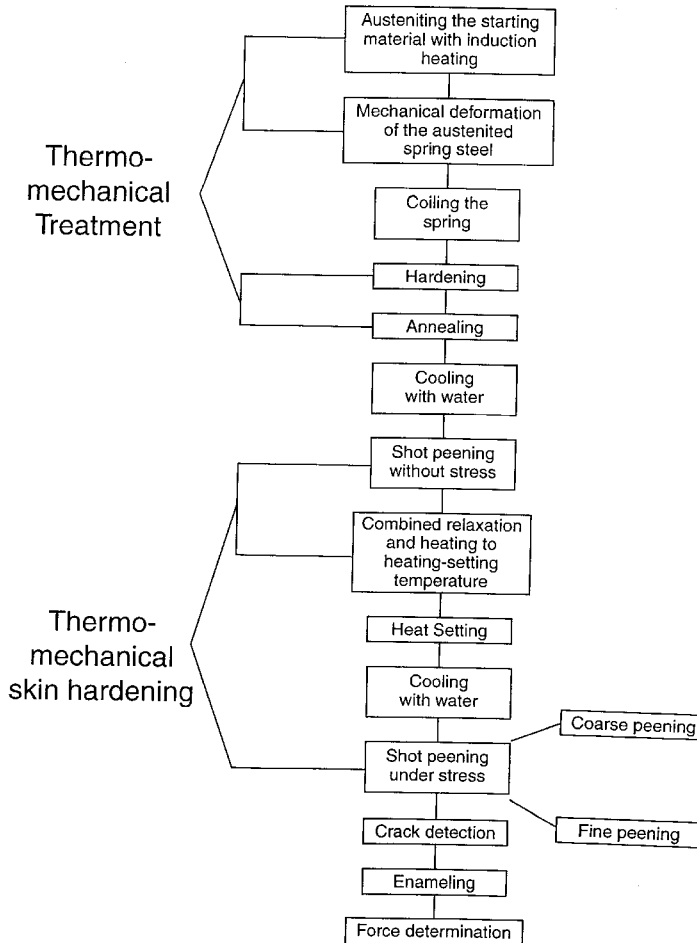 Austeniting the starting
material with induction
heating
Mechanical deformation
of the austenited
spring steel
Thermo-
mechanical
Treatment
Coiling the
spring
Hardening
Annealing
Cooling
with water
Shot peening
without stress
Combined relaxation
and heating to
heating-setting
temperature
Thermo-
mechanical
skin hardening
Heat Setting
Cooling
with water
Coarse peening
Shot peening
under stress
Fine peening
Crack detection
Enameling
Force determination